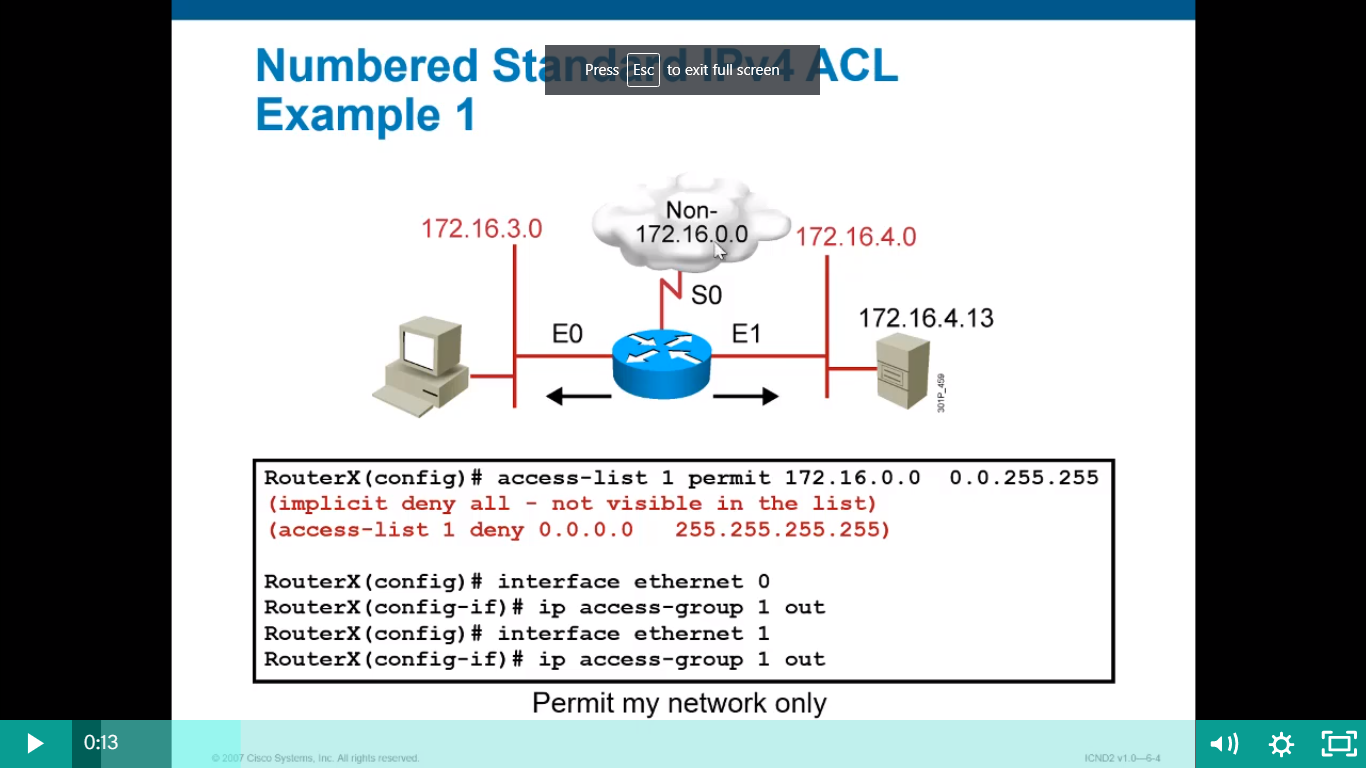 Numbered Standard IPv4 ACL
Press Esc to exit full screen
Example 1
172.16.3.0
Non-
172.16.0.0
172.16.4.0
S0
172.16.4.13
E0
E1
301P_459
RouterX(config)# access-list 1 permit 172.16.0.0  0.0.255.255
(implicit deny all - not visible in the list)
(access-list 1 deny 0.0.0.0   255.255.255.255)
RouterX(config)# interface ethernet 0
RouterX(config-if)# ip access-group 1 out
RouterX(config)# interface ethernet 1
RouterX(config-if)# ip access-group 1 out
Permit my network only
0:13
© 2007 Cisco Systems, Inc. All rights reserved.
ICND2 v1.0—6-4